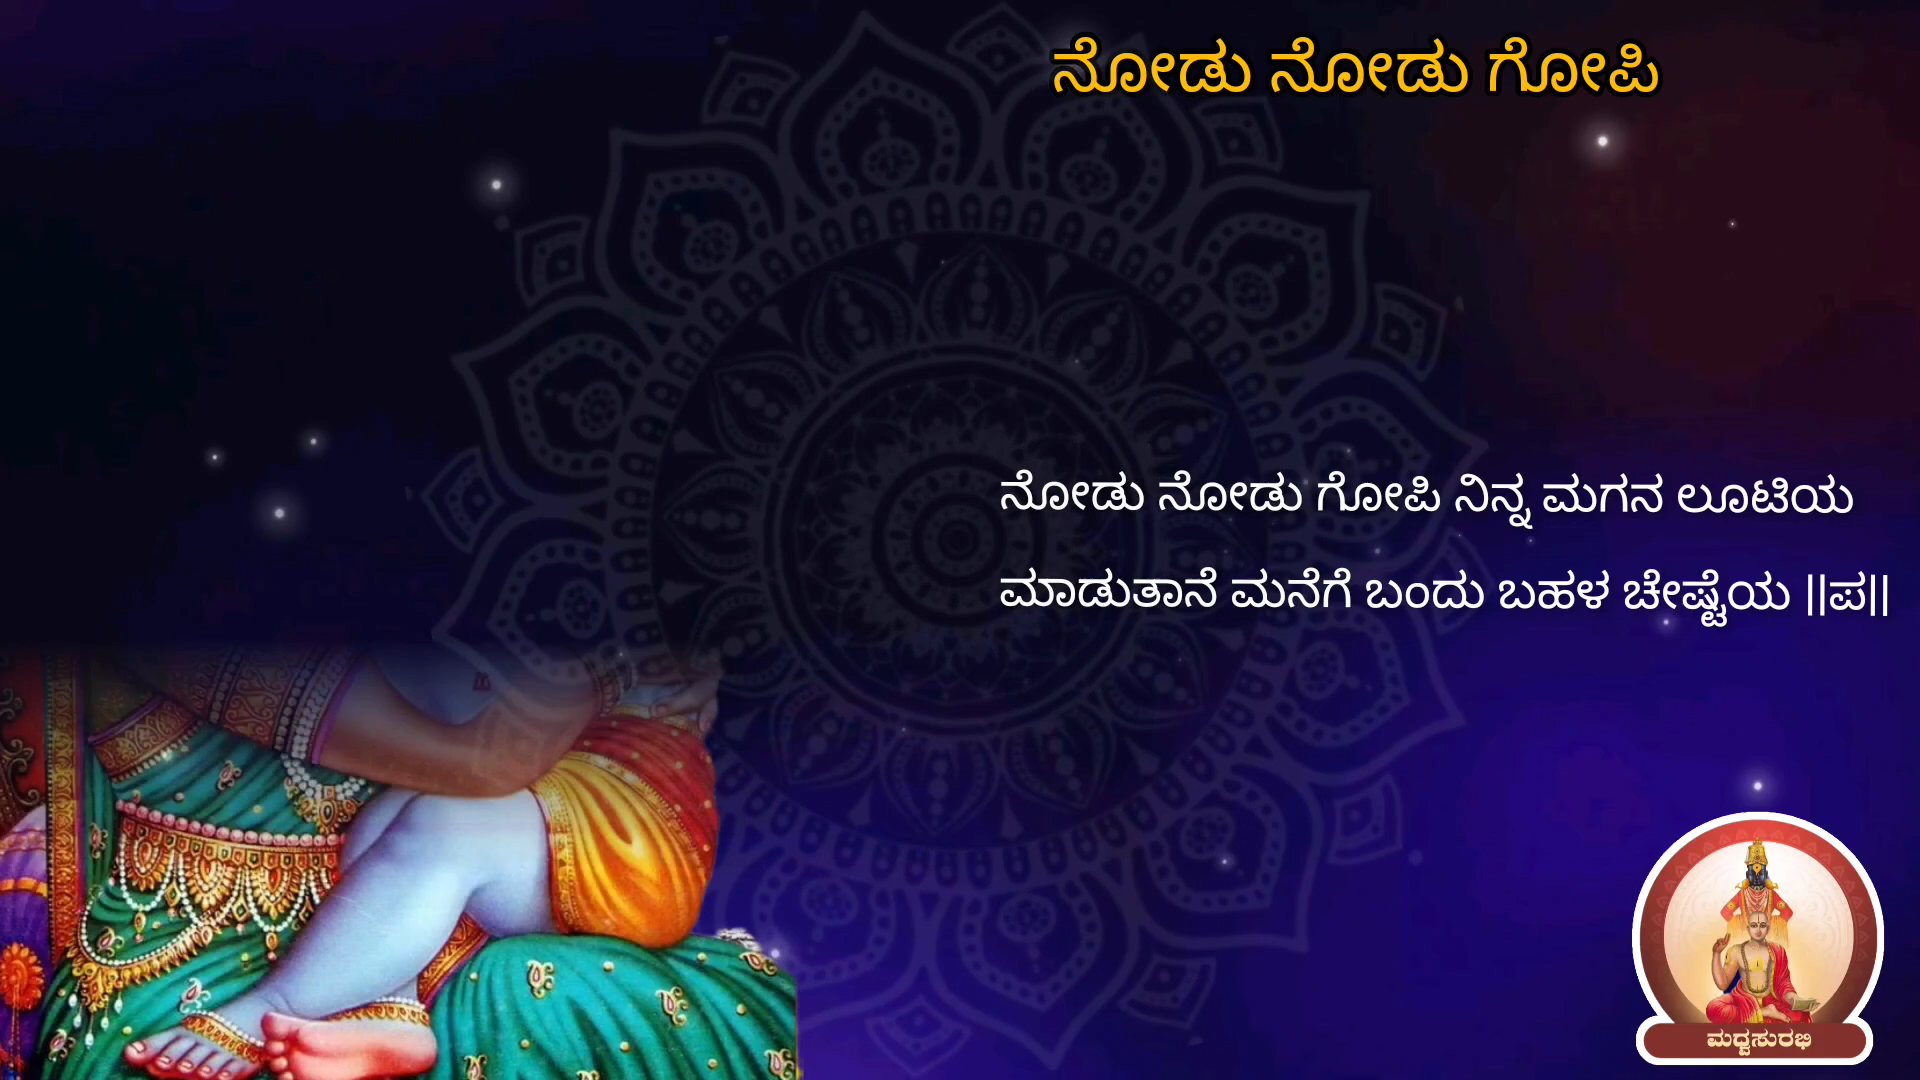 ನೋಡು ನೋಡು ಗೋಪಿ
ನೋಡು ನೋಡು ಗೋಪಿ ನಿನ್ನ ಮಗನ ಲೂಟಿಯ
ಮಾಡುತಾನೆ ಮನೆಗೆ ಬಂದು ಬಹಳ ಚೇಷ್ಟೆಯ ||ಪ||
ಮಧ್ವಸುರಭಿ